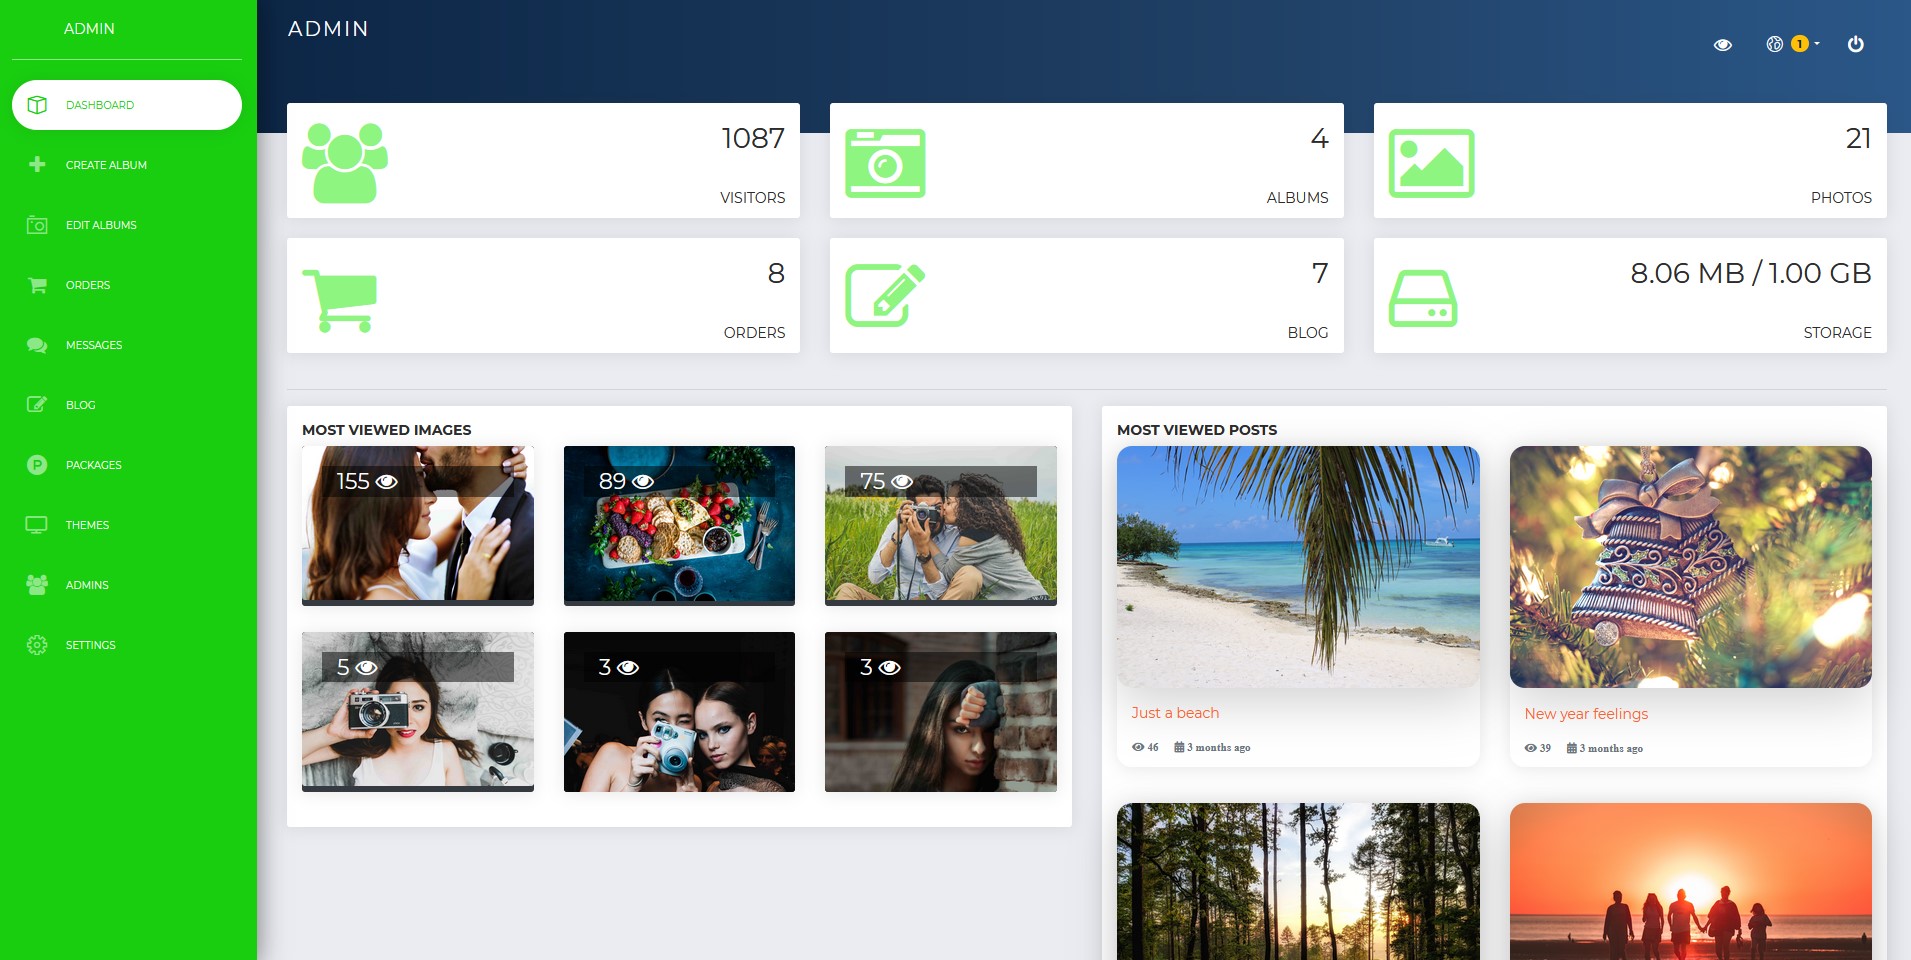 ADMIN
DASHBOARD
CREATE ALBUM
EDIT ALBUMS
ORDERS
MESSAGES
BLOG
PACKAGES
THEMES
ADMINS
SETTINGS
ADMIN
1
1087
VISITORS
4
ALBUMS
21
PHOTOS
8
ORDERS
7
BLOG
8.06 MB / 1.00 GB
STORAGE
MOST VIEWED IMAGES
155
89
75
5
3
3
MOST VIEWED POSTS
Just a beach
46 3 months ago
New year feelings
39 3 months ago